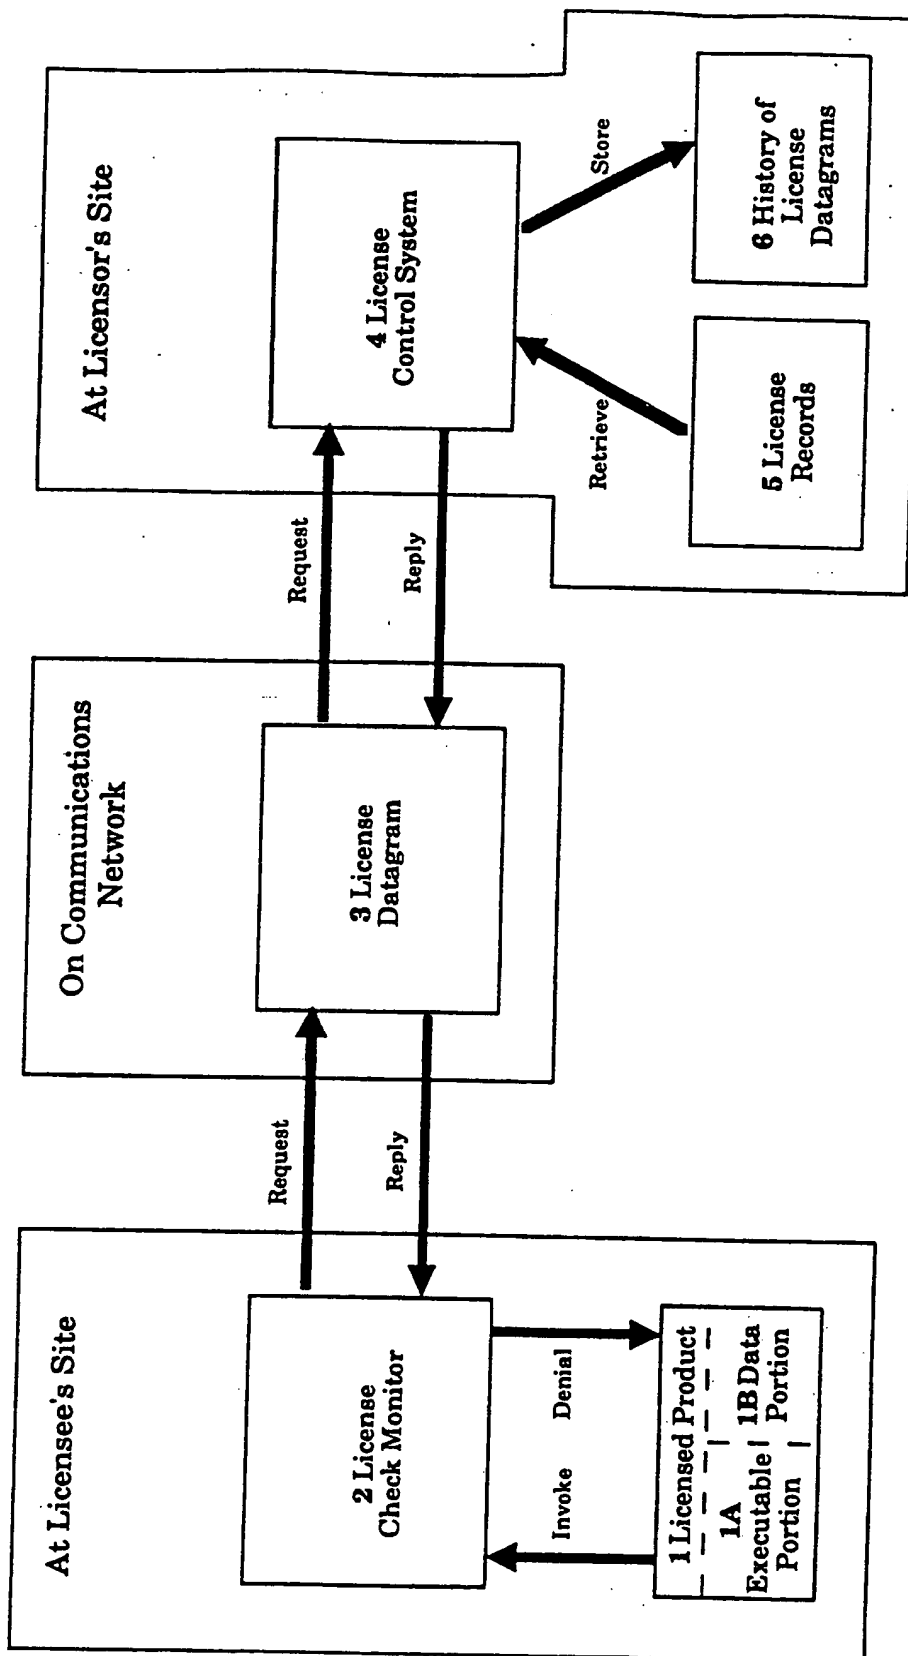 At Licensee's Site
2 License
Check Monitor
Invoke
Denial
1 Licensed Product
1A
Executable
Portion
1B Data
Portion
Request
Reply
On Communications
Network
3 License
Datagram
Request
Reply
At Licensor's Site
4 License
Control System
Retrieve
Store
5 License
Records
6 History of
License
Datagrams